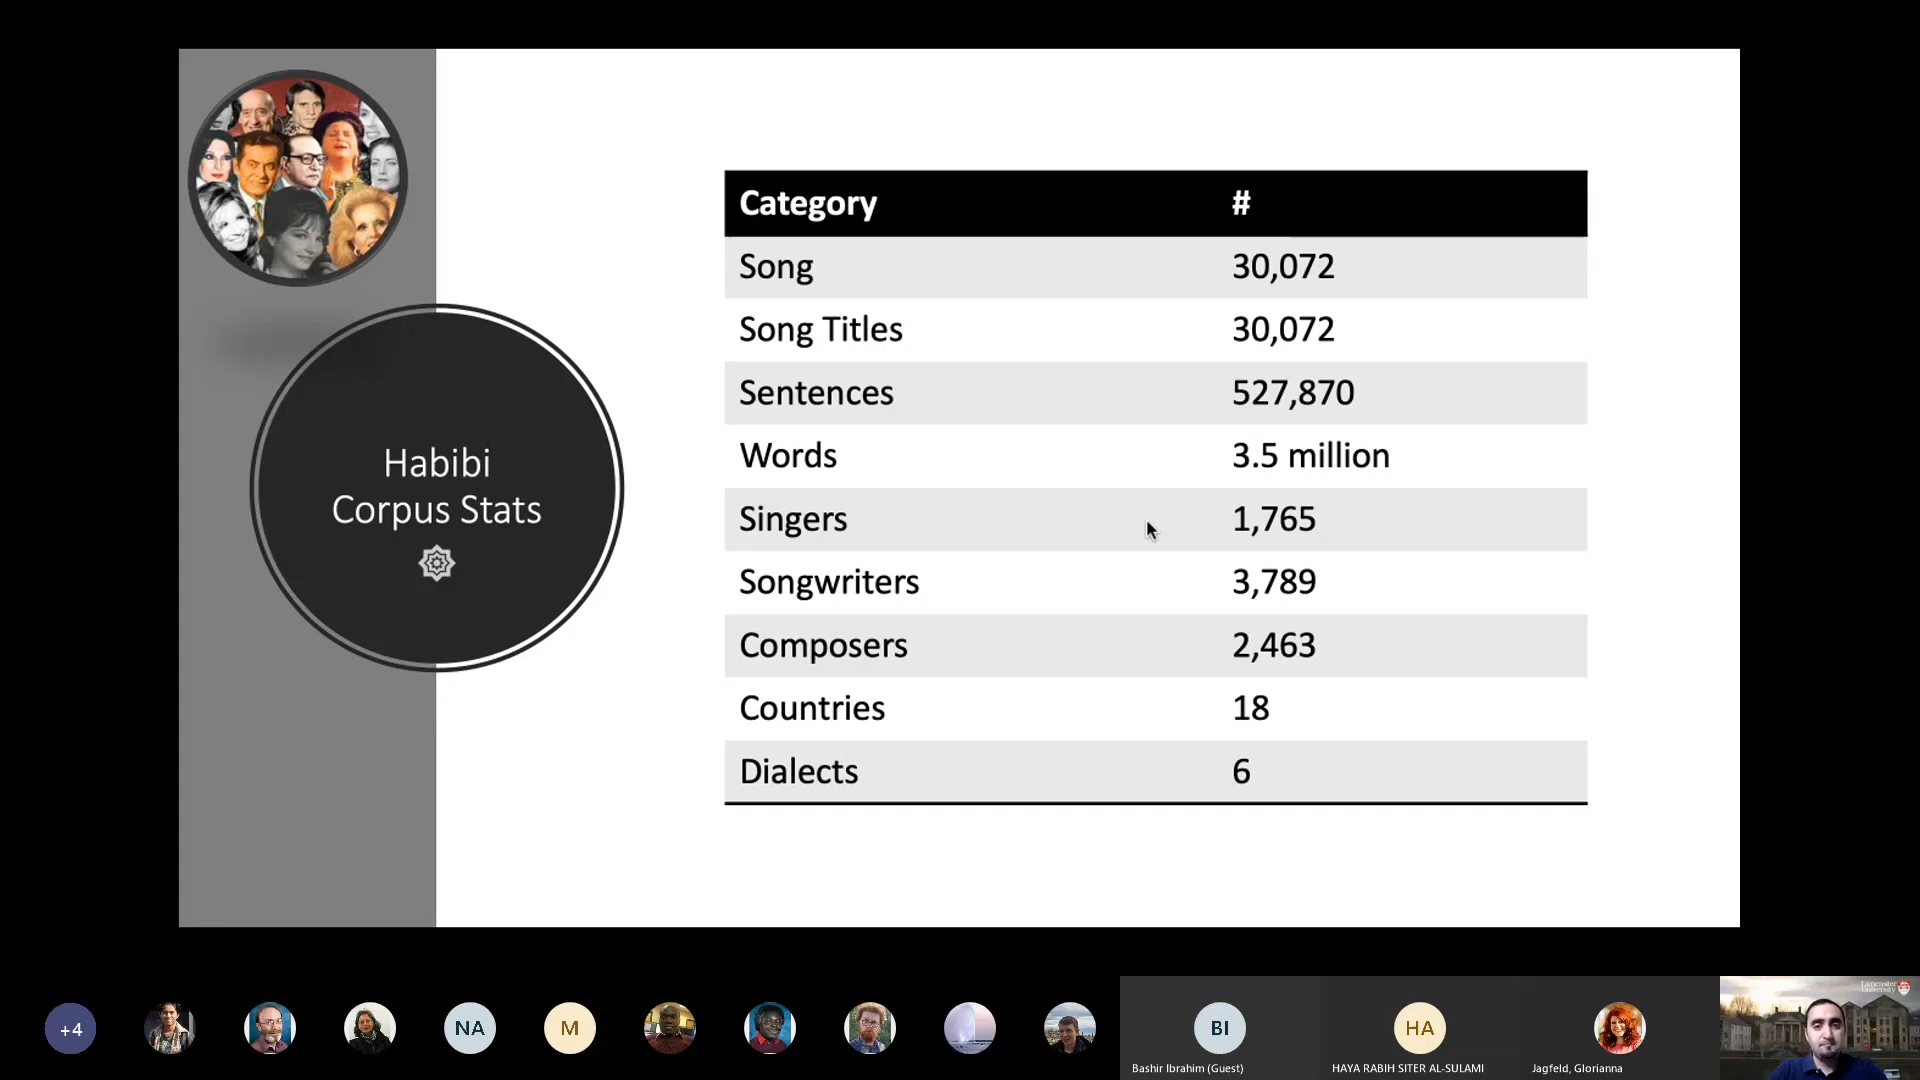 Habibi
Corpus Stats
Category #
Song 30,072
Song Titles 30,072
Sentences 527,870
Words 3.5 million
Singers 1,765
Songwriters 3,789
Composers 2,463
Countries 18
Dialects 6
+4
NA
M
BI
Bashir Ibrahim (Guest)
HA
HAYA RABIH SITER AL-SULAMI
Jagfeld, Glorianna
Lancaster
University